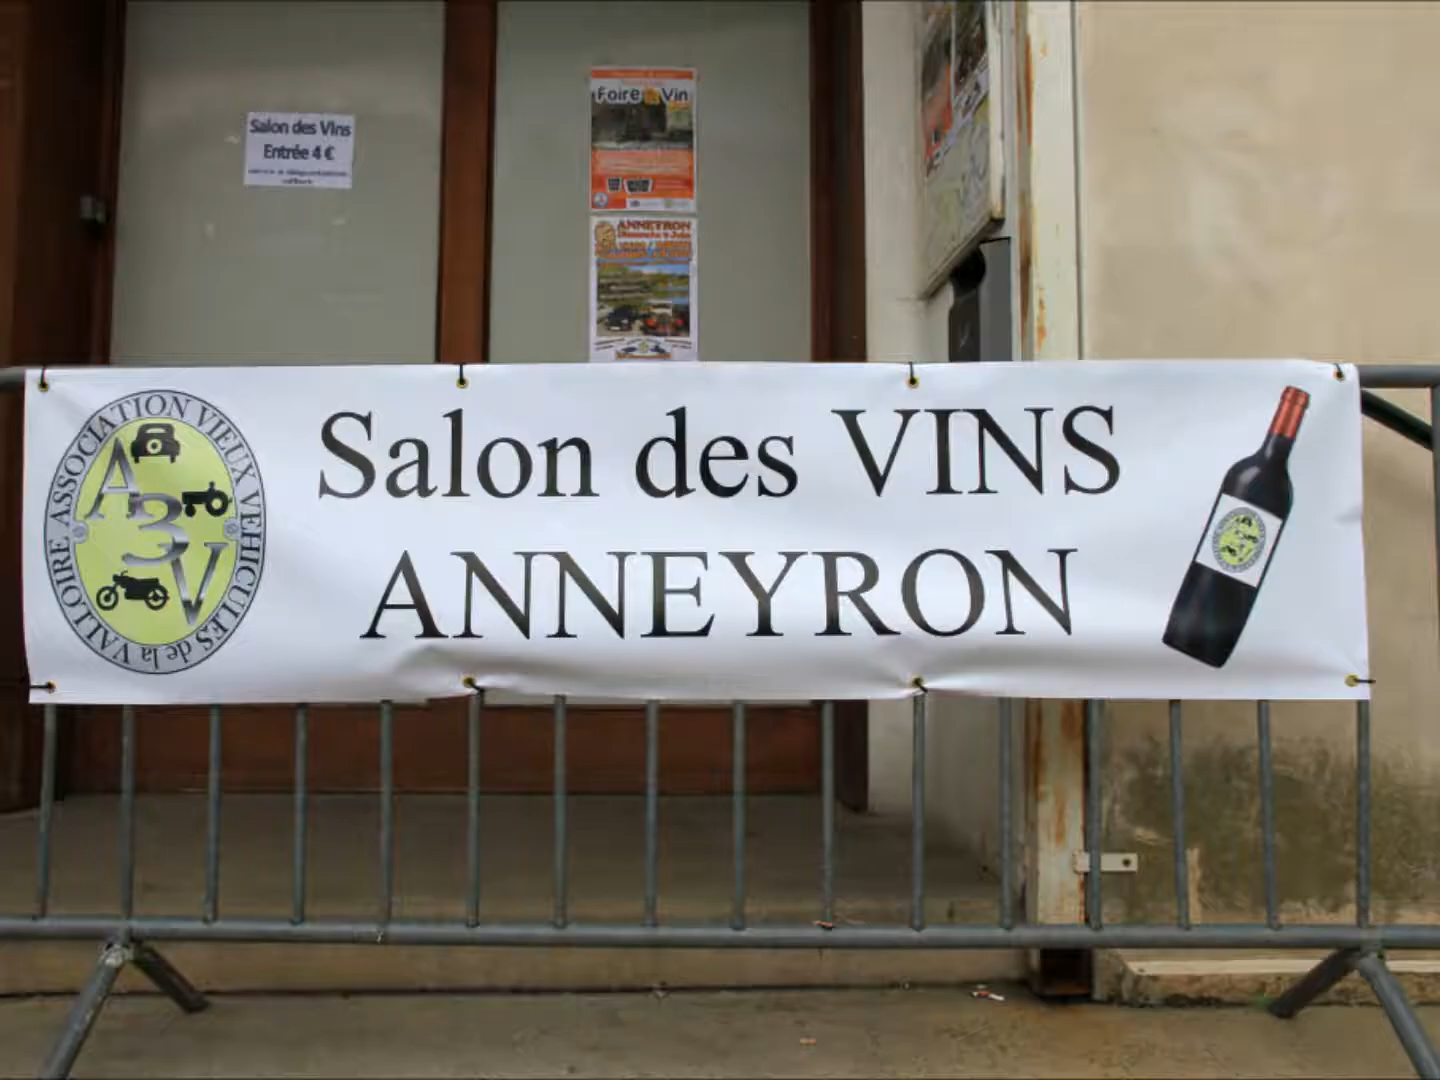 Salon des Vins
Entrée 4 €
Foire Vin
ANNEYRON
ASSOCIATION VIEUX VEHICULES de la VALLOIRE
A3V
Salon des VINS
ANNEYRON